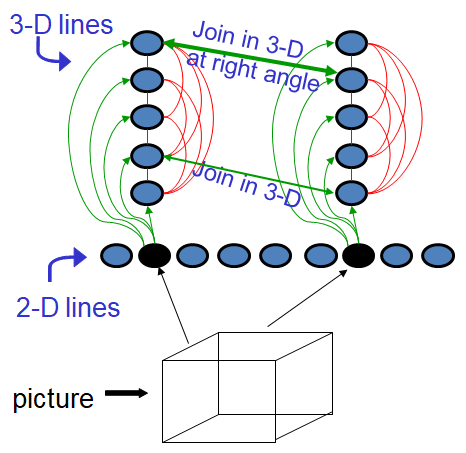 3-D lines
Join in 3-D
at right angle
Join in 3-D
2-D lines
picture